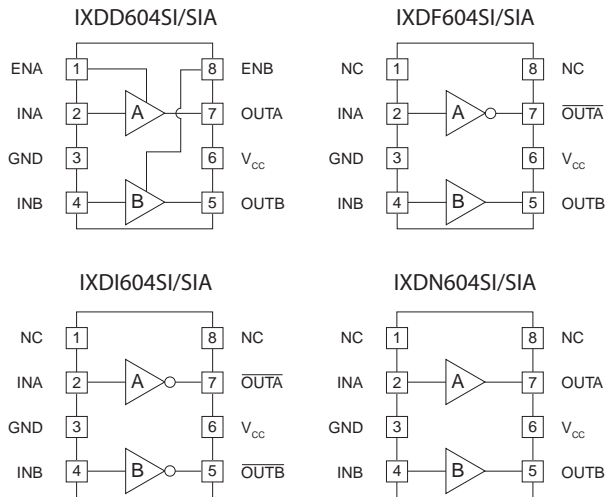 IXDD604SI/SIA
ENA 1 8 ENB
INA 2 A 7 OUTA
GND 3 6 VCC
INB 4 B 5 OUTB
IXDF604SI/SIA
NC 1 8 NC
INA 2 A 7 O̅U̅T̅A̅
GND 3 6 VCC
INB 4 B 5 OUTB
IXDI604SI/SIA
NC 1 8 NC
INA 2 A 7 O̅U̅T̅A̅
GND 3 6 VCC
INB 4 B 5 O̅U̅T̅B̅
IXDN604SI/SIA
NC 1 8 NC
INA 2 A 7 OUTA
GND 3 6 VCC
INB 4 B 5 OUTB